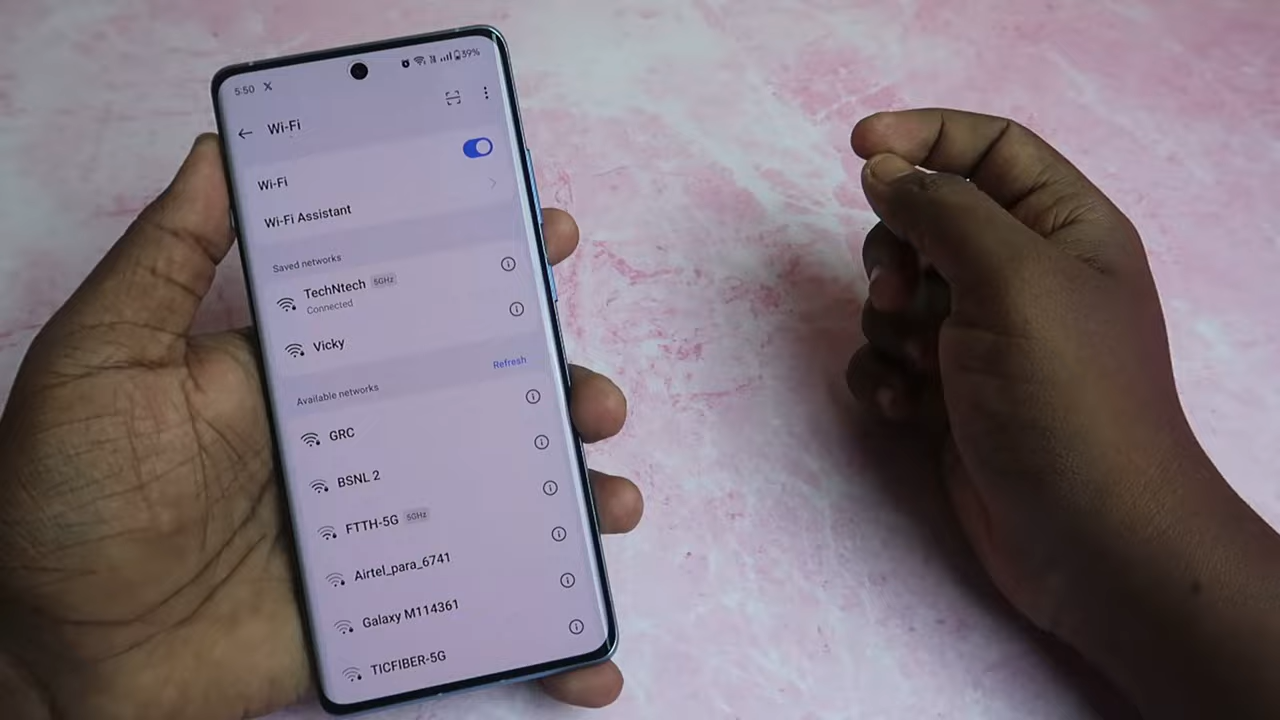 5:50 X 39%
Wi-Fi
Wi-Fi
Wi-Fi Assistant
Saved networks
TechNtech 5GHz
Connected
Vicky
Available networks Refresh
GRC
BSNL 2
FTTH-5G 5GHz
Airtel_para_6741
Galaxy M114361
TICFIBER-5G